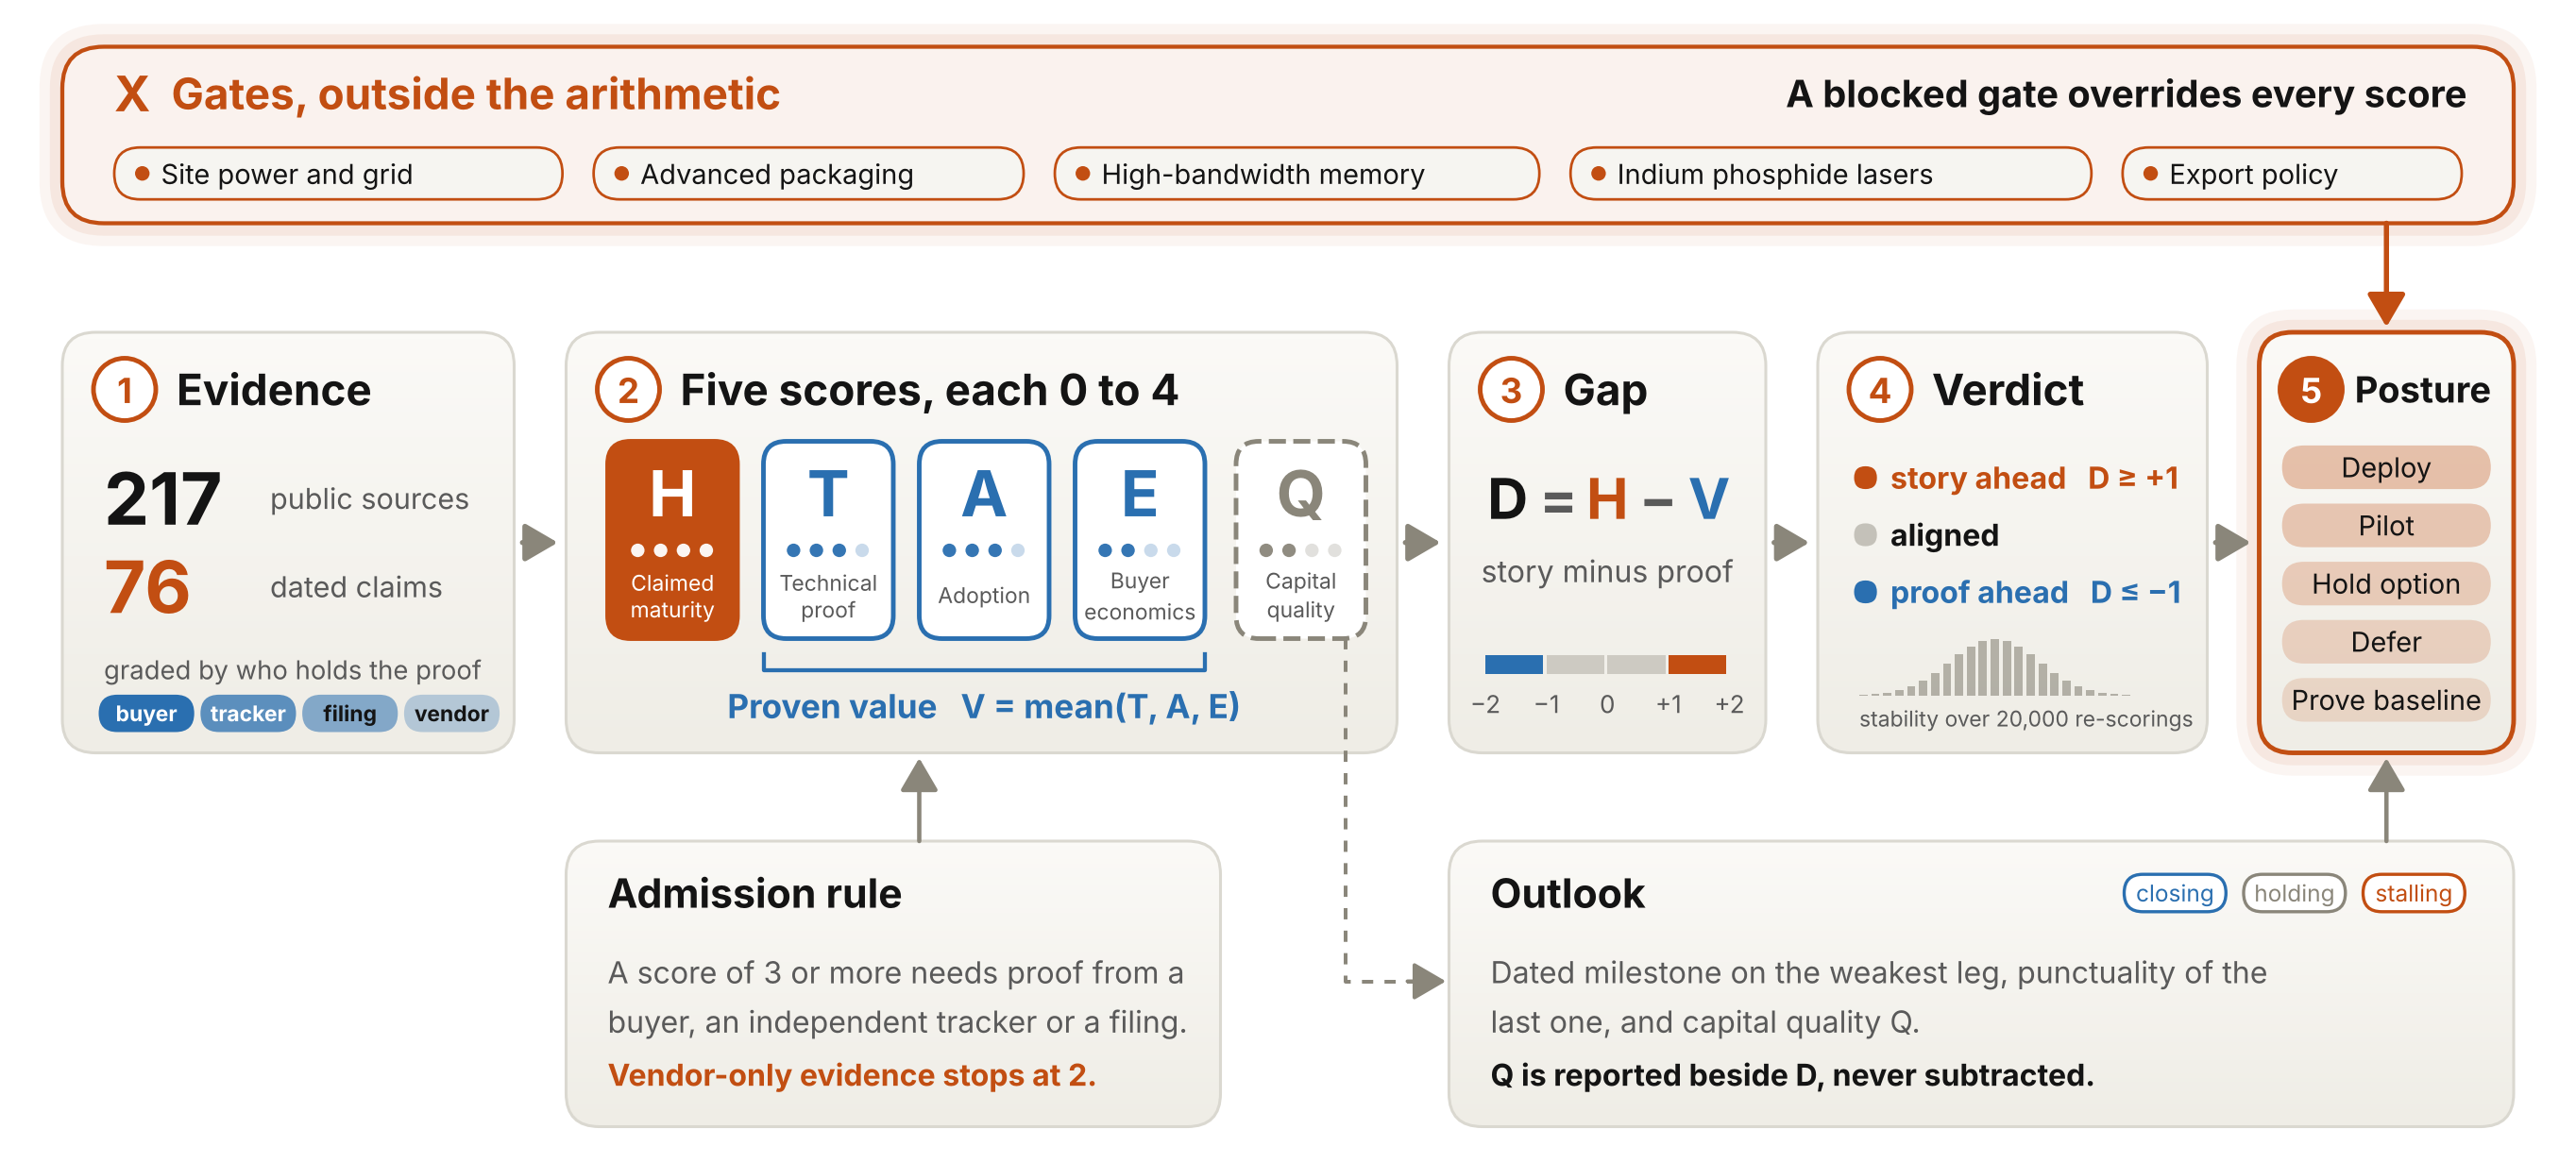 X Gates, outside the arithmetic
A blocked gate overrides every score
Site power and grid
Advanced packaging
High-bandwidth memory
Indium phosphide lasers
Export policy
1 Evidence
217 public sources
76 dated claims
graded by who holds the proof
buyer tracker filing vendor
2 Five scores, each 0 to 4
H
Claimed
maturity
T
Technical
proof
A
Adoption
E
Buyer
economics
Q
Capital
quality
Proven value V = mean(T, A, E)
3 Gap
D = H − V
story minus proof
−2 −1 0 +1 +2
4 Verdict
story ahead D ≥ +1
aligned
proof ahead D ≤ −1
stability over 20,000 re-scorings
5 Posture
Deploy
Pilot
Hold option
Defer
Prove baseline
Admission rule
A score of 3 or more needs proof from a
buyer, an independent tracker or a filing.
Vendor-only evidence stops at 2.
Outlook
closing holding stalling
Dated milestone on the weakest leg, punctuality of the
last one, and capital quality Q.
Q is reported beside D, never subtracted.